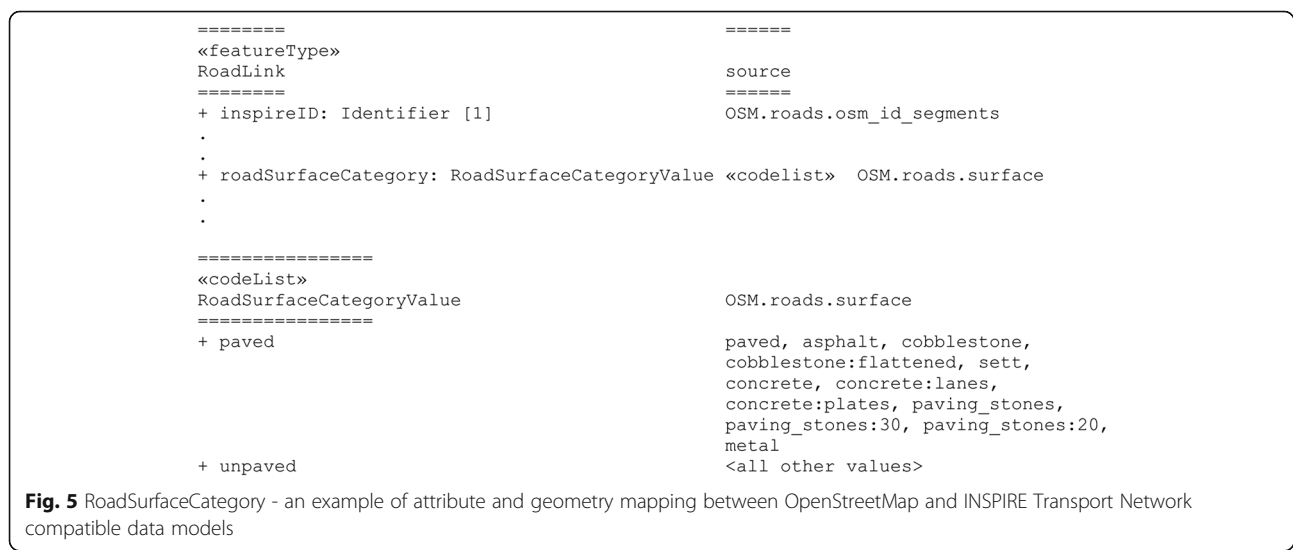 ======== ======
«featureType»
RoadLink source
======== ======
+ inspireID: Identifier [1] OSM.roads.osm_id_segments
.
.
+ roadSurfaceCategory: RoadSurfaceCategoryValue «codelist» OSM.roads.surface
.
.
================
«codeList»
RoadSurfaceCategoryValue OSM.roads.surface
================
+ paved paved, asphalt, cobblestone,
cobblestone:flattened, sett,
concrete, concrete:lanes,
concrete:plates, paving_stones,
paving_stones:30, paving_stones:20,
metal
+ unpaved <all other values>
Fig. 5 RoadSurfaceCategory - an example of attribute and geometry mapping between OpenStreetMap and INSPIRE Transport Network
compatible data models